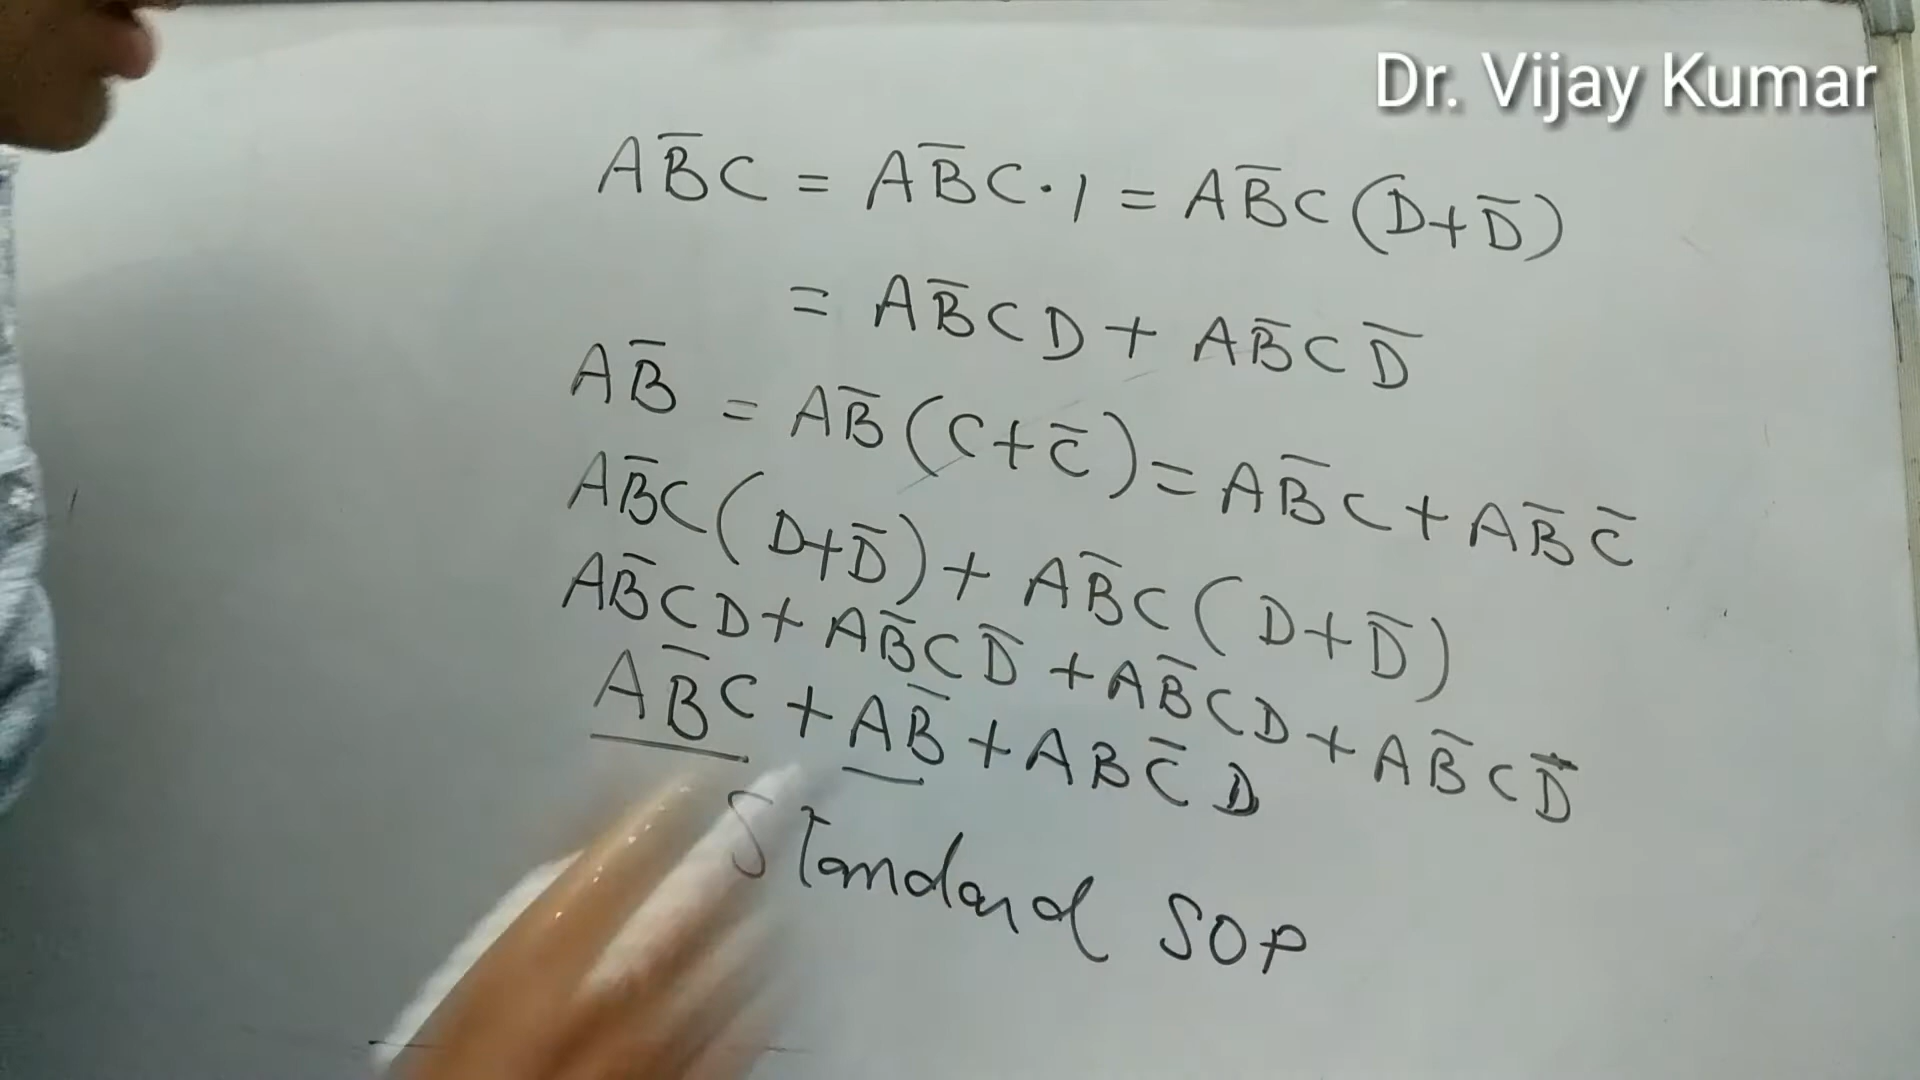 Dr. Vijay Kumar
AB̅C = AB̅C·1 = AB̅C(D+D̅)
= AB̅CD + AB̅CD̅
AB̅ = AB̅(C+C̅) = AB̅C + AB̅C̅
AB̅C(D+D̅) + AB̅C(D+D̅)
AB̅CD + AB̅CD̅ + AB̅CD + AB̅CD̅
AB̅C + AB̅ + ABC̅D
Standard SOP